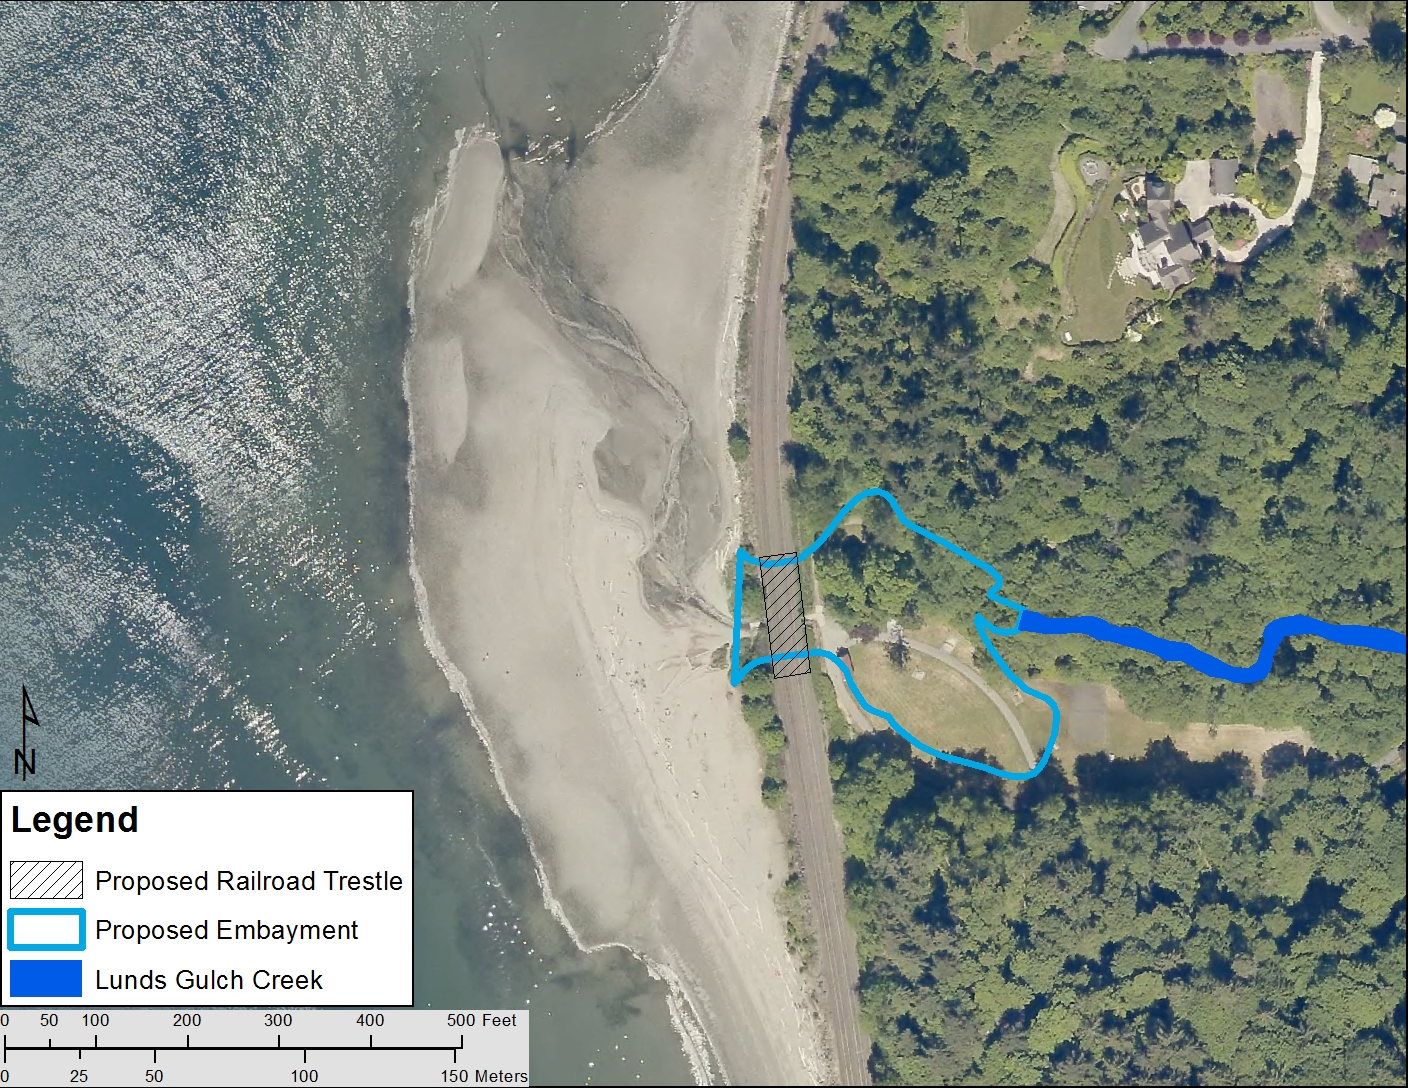 N
Legend
Proposed Railroad Trestle
Proposed Embayment
Lunds Gulch Creek
0 50 100 200 300 400 500 Feet
0 25 50 100 150 Meters